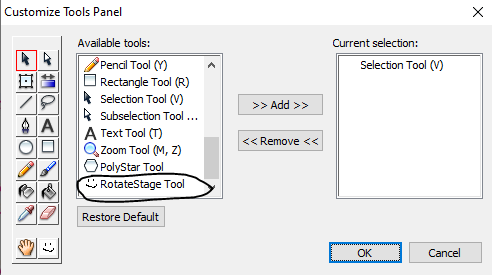 Customize Tools Panel
Available tools:
Current selection:
Pencil Tool (Y)
Rectangle Tool (R)
Selection Tool (V)
Subselection Tool ...
Text Tool (T)
Zoom Tool (M, Z)
PolyStar Tool
RotateStage Tool
>> Add >>
<< Remove <<
Selection Tool (V)
Restore Default
OK
Cancel